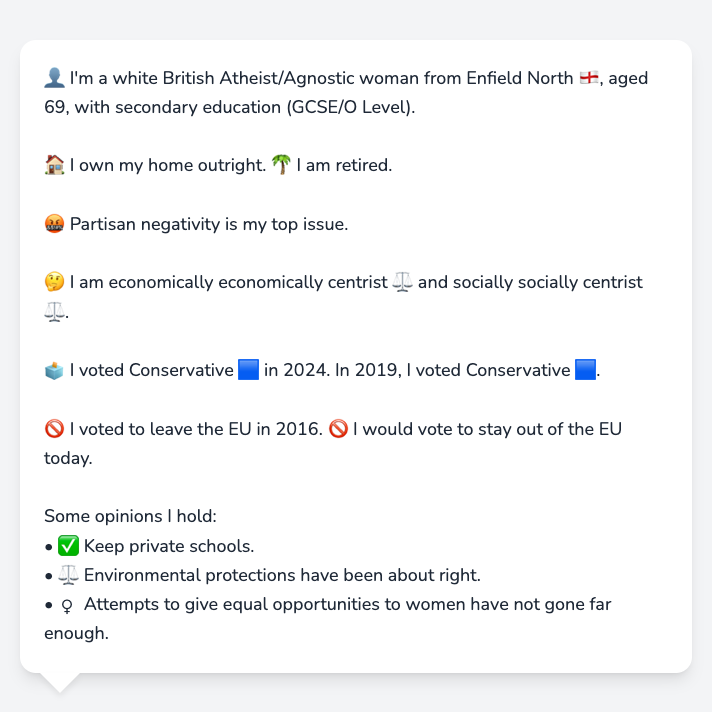 👤 I'm a white British Atheist/Agnostic woman from Enfield North 🏴󠁧󠁢󠁥󠁮󠁧󠁿, aged
69, with secondary education (GCSE/O Level).
🏠 I own my home outright. 🌴 I am retired.
🤬 Partisan negativity is my top issue.
🤔 I am economically economically centrist ⚖️ and socially socially centrist
⚖️.
🗳️ I voted Conservative 🟦 in 2024. In 2019, I voted Conservative 🟦.
🚫 I voted to leave the EU in 2016. 🚫 I would vote to stay out of the EU
today.
Some opinions I hold:
• ✅ Keep private schools.
• ⚖️ Environmental protections have been about right.
• ♀ Attempts to give equal opportunities to women have not gone far
enough.